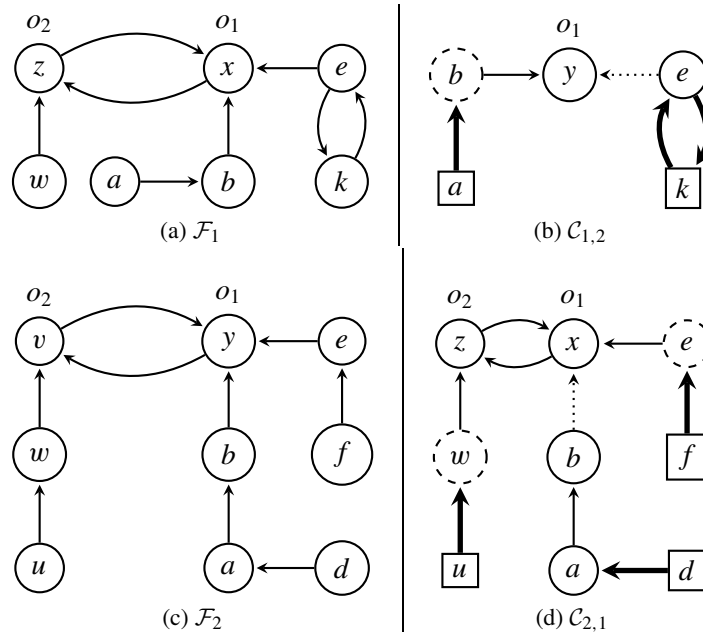 o₂ o₁
z x e
w a b k
(a) ℱ₁
o₁
b y e
a k
(b) 𝒞₁,₂
o₂ o₁
v y e
w b f
u a d
(c) ℱ₂
o₂ o₁
z x e
w b f
u a d
(d) 𝒞₂,₁